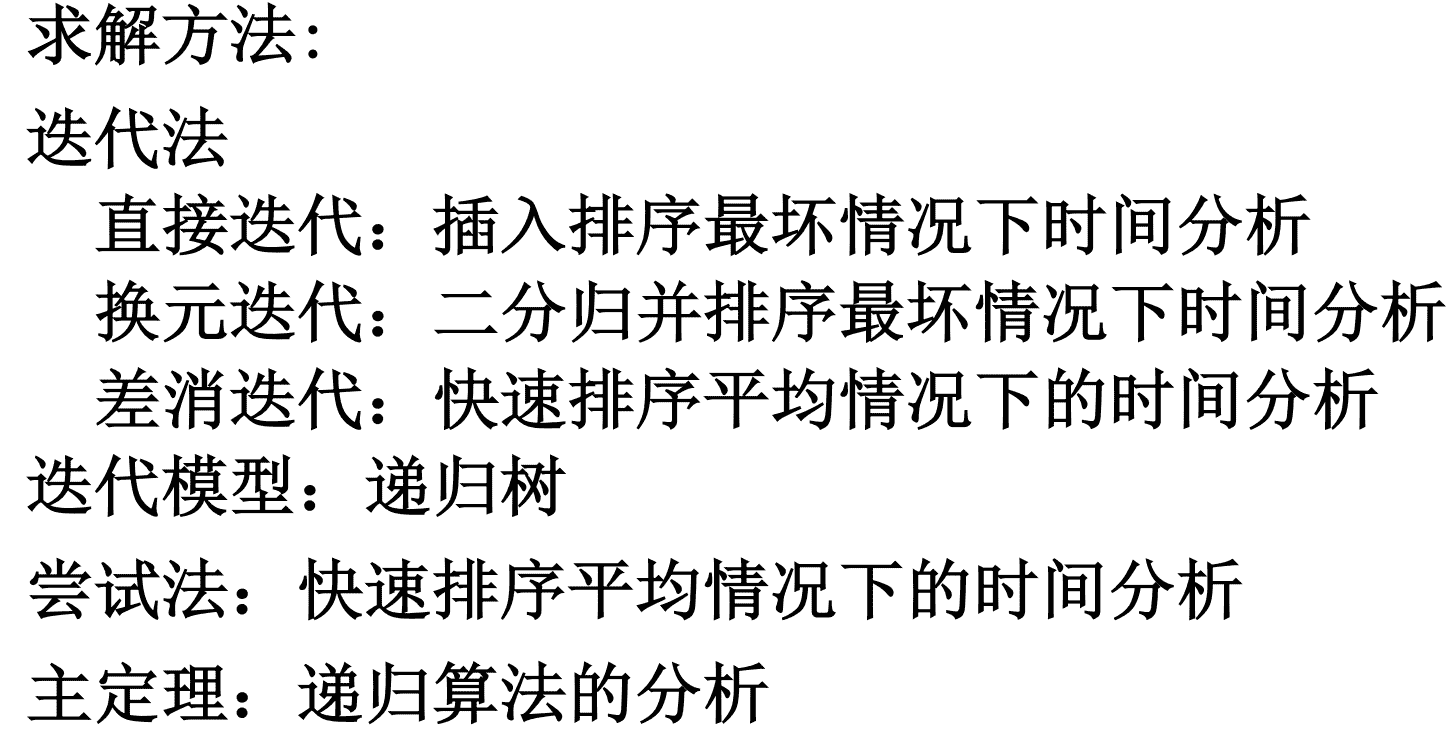 求解方法:
迭代法
直接迭代：插入排序最坏情况下时间分析
换元迭代：二分归并排序最坏情况下时间分析
差消迭代：快速排序平均情况下的时间分析
迭代模型：递归树
尝试法：快速排序平均情况下的时间分析
主定理：递归算法的分析